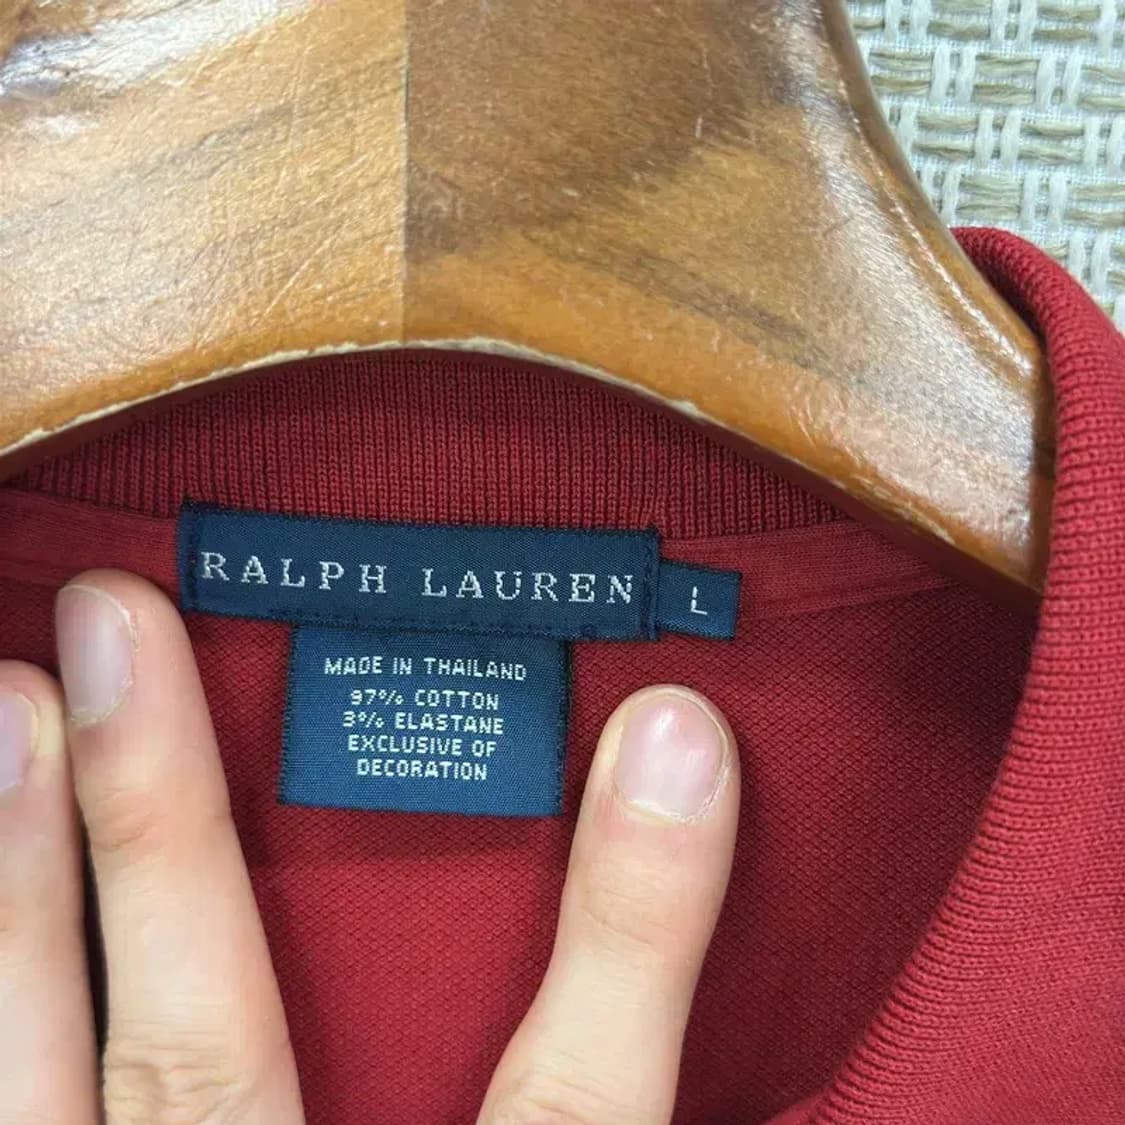 RALPH LAUREN
L
MADE IN THAILAND
97% COTTON
3% ELASTANE
EXCLUSIVE OF
DECORATION